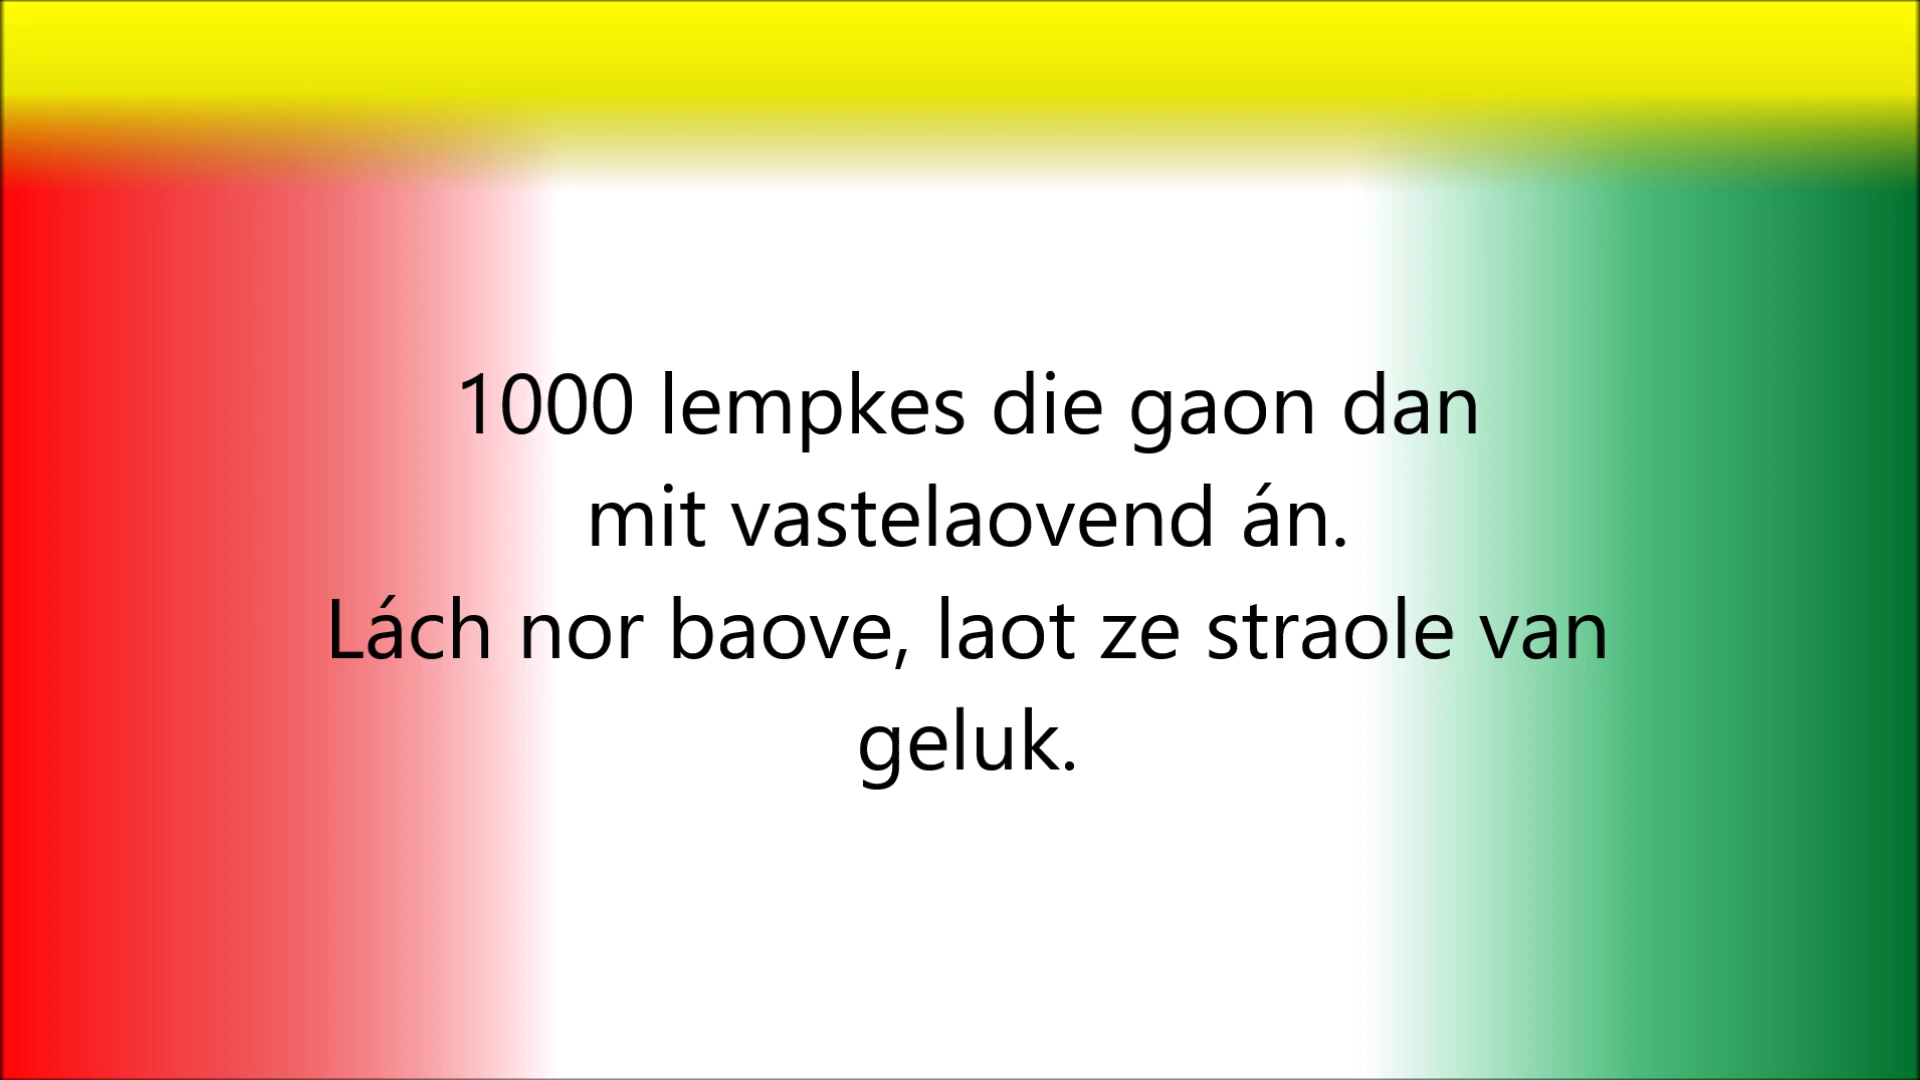 1000 lempkes die gaon dan
mit vastelaovend án.
Lách nor baove, laot ze straole van
geluk.